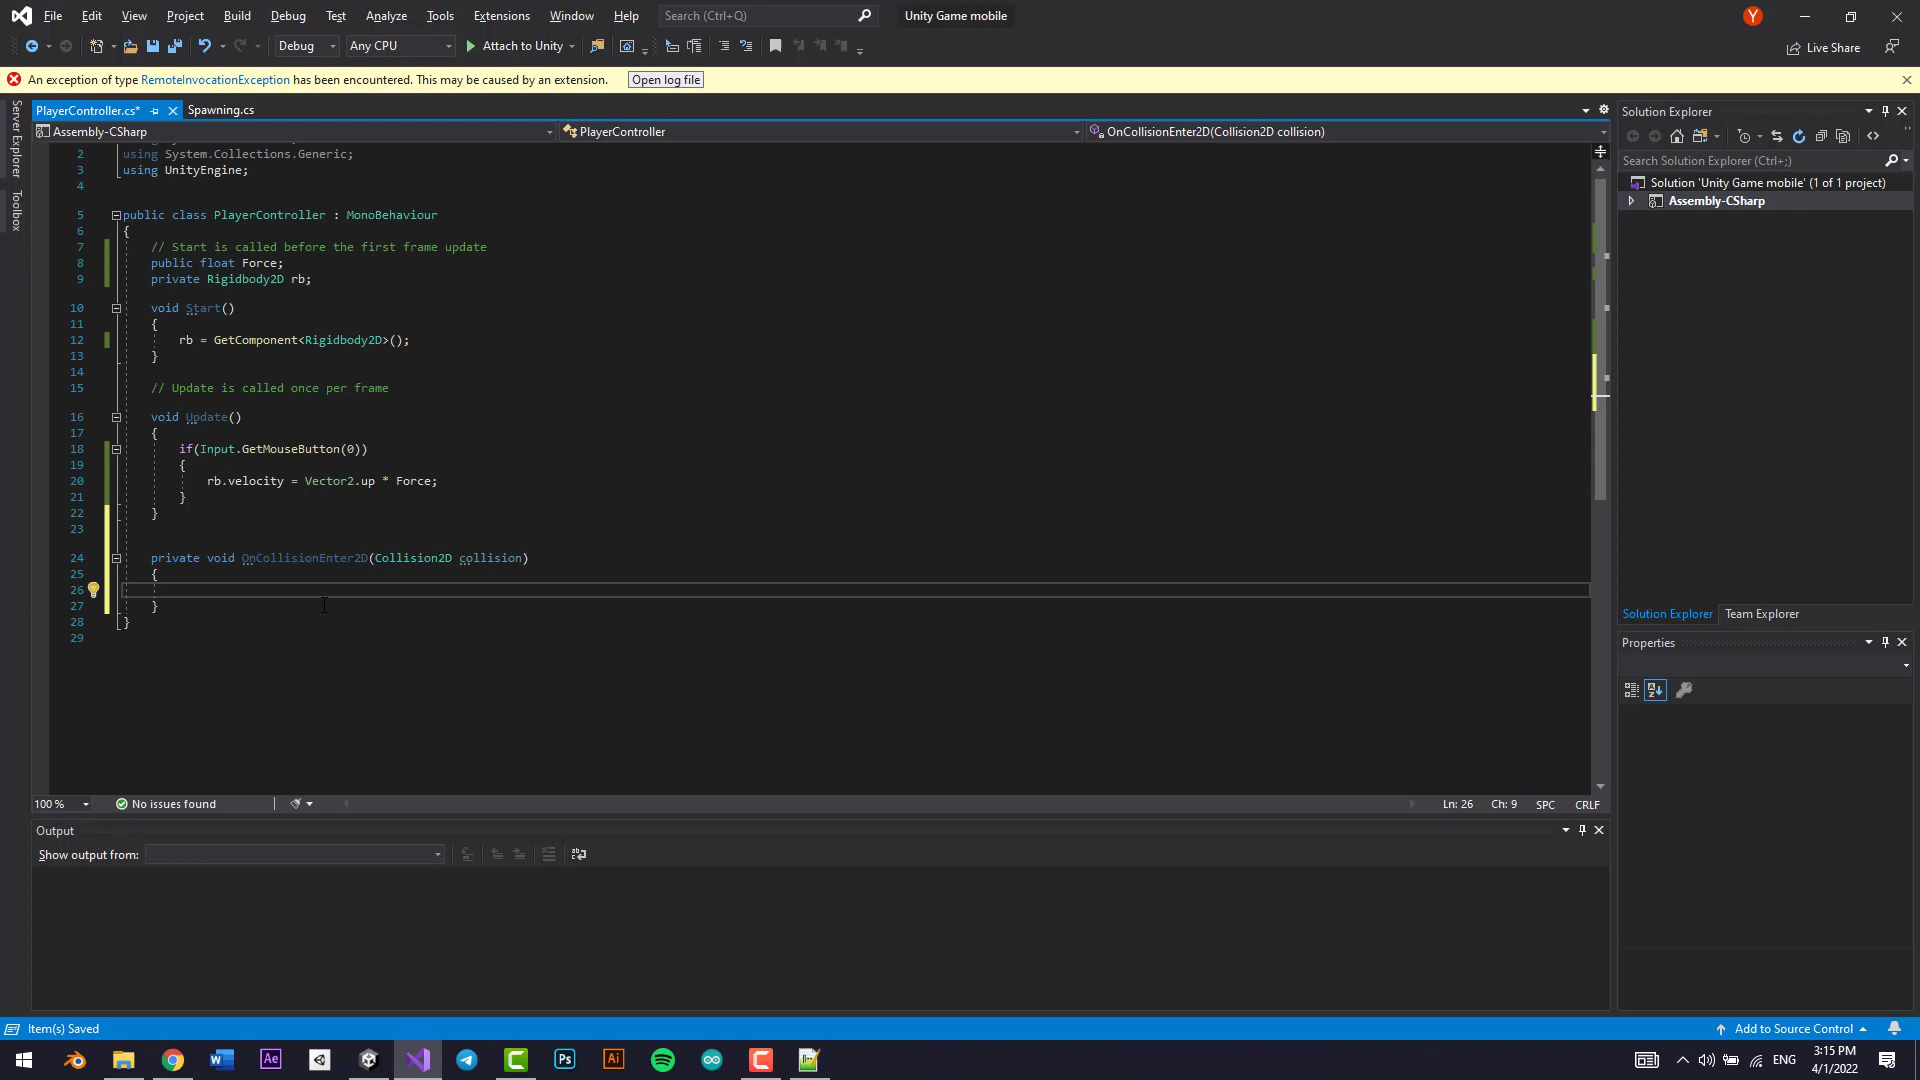 File Edit View Project Build Debug Test Analyze Tools Extensions Window Help Search (Ctrl+Q) Unity Game mobile Y
Debug Any CPU Attach to Unity Live Share
An exception of type RemoteInvocationException has been encountered. This may be caused by an extension. Open log file
Server Explorer
Toolbox
PlayerController.cs* Spawning.cs
Assembly-CSharp PlayerController OnCollisionEnter2D(Collision2D collision)
2 using System.Collections.Generic;
3 using UnityEngine;
4
5 public class PlayerController : MonoBehaviour
6 {
7 // Start is called before the first frame update
8 public float Force;
9 private Rigidbody2D rb;
10 void Start()
11 {
12 rb = GetComponent<Rigidbody2D>();
13 }
14
15 // Update is called once per frame
16 void Update()
17 {
18 if(Input.GetMouseButton(0))
19 {
20 rb.velocity = Vector2.up * Force;
21 }
22 }
23
24 private void OnCollisionEnter2D(Collision2D collision)
25 {
26
27 }
28 }
29
100 % No issues found Ln: 26 Ch: 9 SPC CRLF
Output
Show output from:
Solution Explorer
Search Solution Explorer (Ctrl+;)
Solution 'Unity Game mobile' (1 of 1 project)
Assembly-CSharp
Solution Explorer Team Explorer
Properties
Item(s) Saved Add to Source Control
W Ae Ps Ai ENG 3:15 PM
4/1/2022